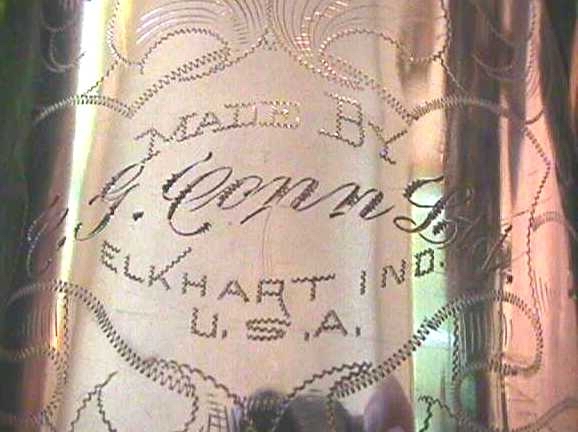 MADE BY
C. G. Conn Ltd.
ELKHART IND.
U.S.A.